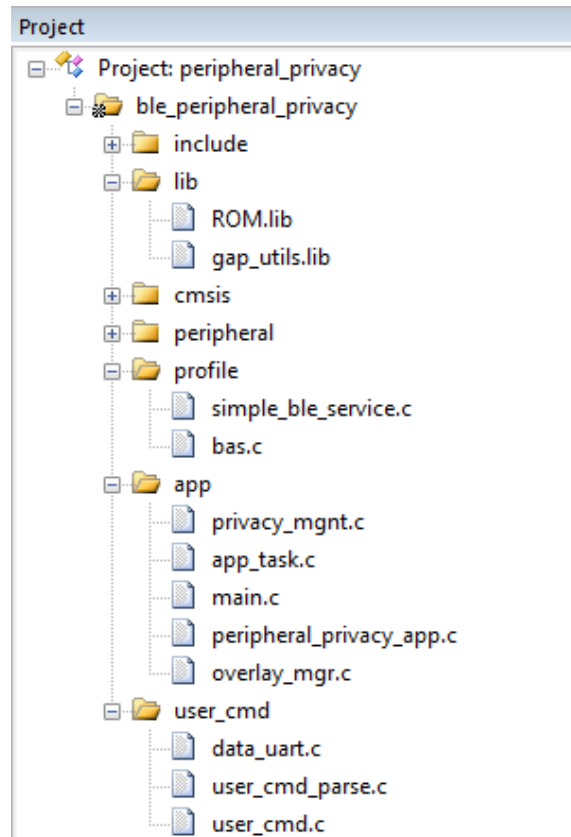 Project
Project: peripheral_privacy
ble_peripheral_privacy
include
lib
ROM.lib
gap_utils.lib
cmsis
peripheral
profile
simple_ble_service.c
bas.c
app
privacy_mgnt.c
app_task.c
main.c
peripheral_privacy_app.c
overlay_mgr.c
user_cmd
data_uart.c
user_cmd_parse.c
user_cmd.c